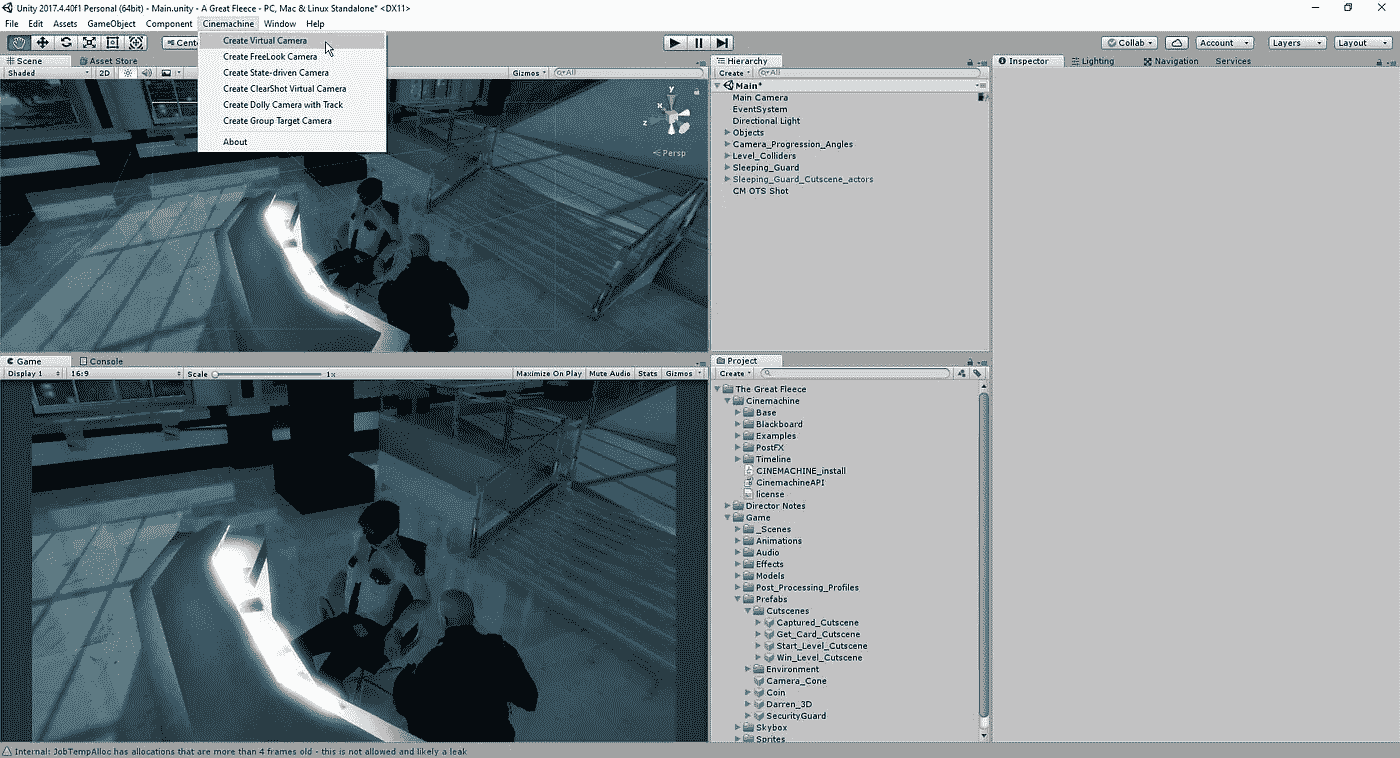 Unity 2017.4.40f1 Personal (64bit) - Main.unity - A Great Fleece - PC, Mac & Linux Standalone* <DX11>
File Edit Assets GameObject Component Cinemachine Window Help
Create Virtual Camera
Create FreeLook Camera
Create State-driven Camera
Create ClearShot Virtual Camera
Create Dolly Camera with Track
Create Group Target Camera
About
Cent
Collab Account Layers Layout
Scene Asset Store
Shaded 2D Gizmos All
y
x
z
Persp
Hierarchy
Create All
Main*
Main Camera
EventSystem
Directional Light
Objects
Camera_Progression_Angles
Level_Colliders
Sleeping_Guard
Sleeping_Guard_Cutscene_actors
CM OTS Shot
Inspector Lighting Navigation Services
Game Console
Display 1 16:9 Scale 1x Maximize On Play Mute Audio Stats Gizmos
Project
Create
The Great Fleece
Cinemachine
Base
Blackboard
Examples
PostFX
Timeline
CINEMACHINE_install
CinemachineAPI
license
Director Notes
Game
_Scenes
Animations
Audio
Effects
Models
Post_Processing_Profiles
Prefabs
Cutscenes
Captured_Cutscene
Get_Card_Cutscene
Start_Level_Cutscene
Win_Level_Cutscene
Environment
Camera_Cone
Coin
Darren_3D
SecurityGuard
Skybox
Sprites
Internal: JobTempAlloc has allocations that are more than 4 frames old - this is not allowed and likely a leak